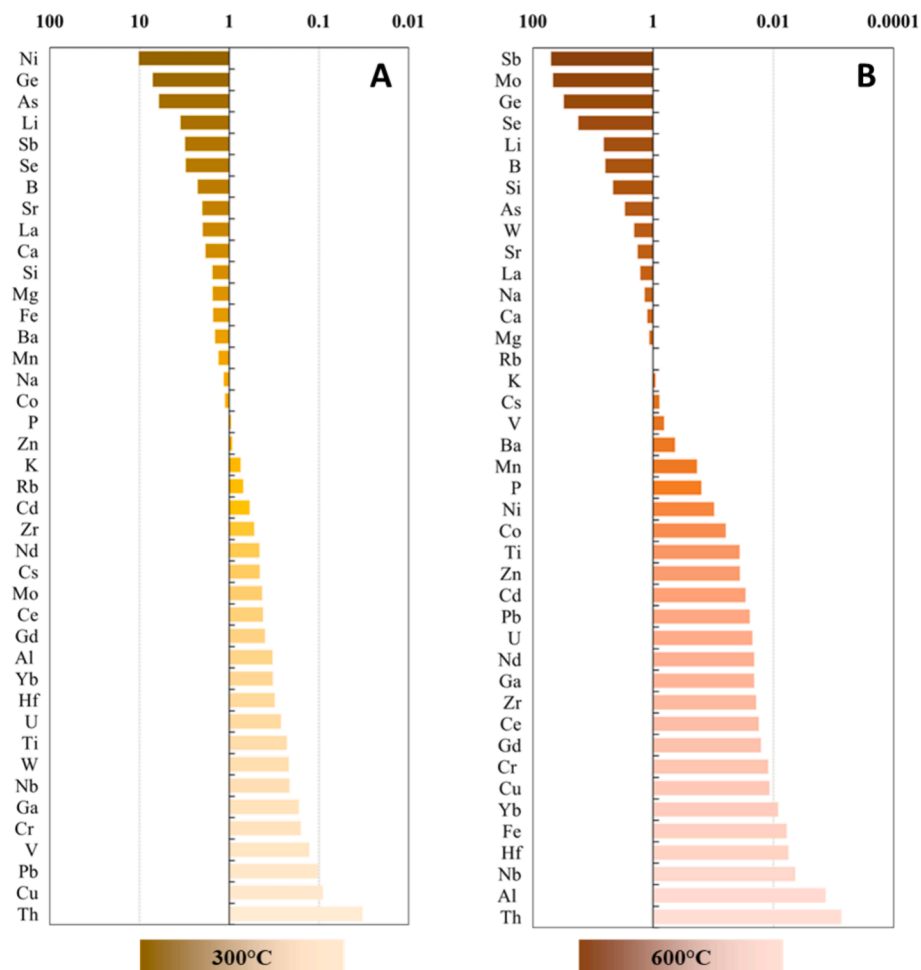 100 10 1 0.1 0.01
100 1 0.01 0.0001
A
Ni
Ge
As
Li
Sb
Se
B
Sr
La
Ca
Si
Mg
Fe
Ba
Mn
Na
Co
P
Zn
K
Rb
Cd
Zr
Nd
Cs
Mo
Ce
Gd
Al
Yb
Hf
U
Ti
W
Nb
Ga
Cr
V
Pb
Cu
Th
300°C
B
Sb
Mo
Ge
Se
Li
B
Si
As
W
Sr
La
Na
Ca
Mg
Rb
K
Cs
V
Ba
Mn
P
Ni
Co
Ti
Zn
Cd
Pb
U
Nd
Ga
Zr
Ce
Gd
Cr
Cu
Yb
Fe
Hf
Nb
Al
Th
600°C